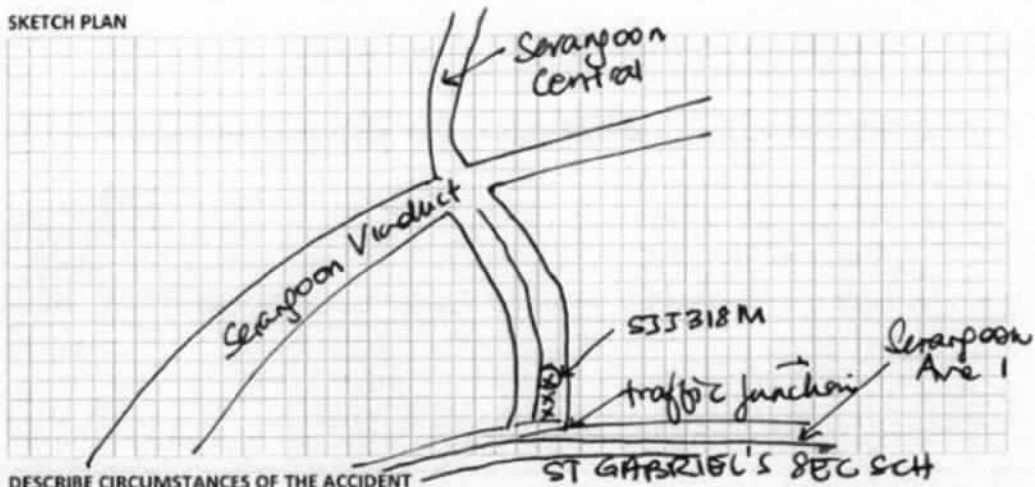 SKETCH PLAN
Serangoon
Central
Serangoon Viaduct
SJJ318M
Serangoon
Ave 1
traffic junction
ST GABRIEL'S SEC SCH
DESCRIBE CIRCUMSTANCES OF THE ACCIDENT